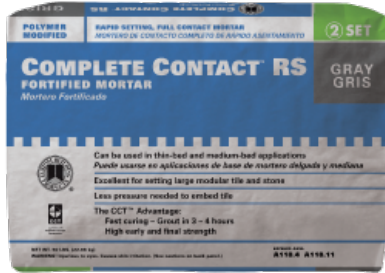 POLYMER
MODIFIED
RAPID-SETTING, FULL CONTACT MORTAR
MORTERO DE CONTACTO COMPLETO DE RÁPIDO ASENTAMIENTO
2 SET
COMPLETE CONTACT™ RS
FORTIFIED MORTAR
Mortero Fortificado
GRAY
GRIS
Can be used in thin-bed and medium-bed applications
Puede usarse en aplicaciones de base de mortero delgada y mediana
Excellent for setting large modular tile and stone
Less pressure needed to embed tile
The CCT™ Advantage:
Fast curing – Grout in 3 – 4 hours
High early and final strength
A118.4 A118.11